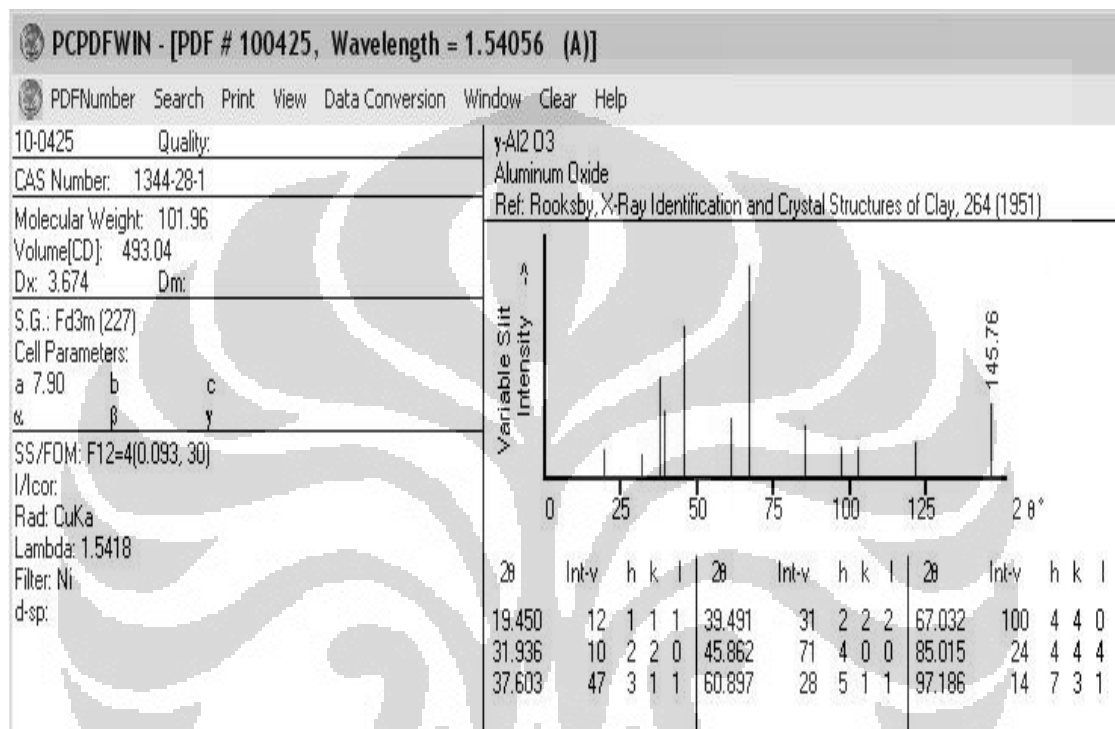 PCPDFWIN - [PDF # 100425, Wavelength = 1.54056 (A)]
PDFNumber Search Print View Data Conversion Window Clear Help
10-0425 Quality:
CAS Number: 1344-28-1
Molecular Weight: 101.96
Volume[CD]: 493.04
Dx: 3.674 Dm:
S.G.: Fd3m (227)
Cell Parameters:
a 7.90 b c
α β γ
SS/FOM: F12=4(0.093, 30)
I/Icor:
Rad: CuKa
Lambda: 1.5418
Filter: Ni
d-sp:
γ-Al2 O3
Aluminum Oxide
Ref: Rooksby, X-Ray Identification and Crystal Structures of Clay, 264 (1951)
Variable Slit
Intensity ->
145.76
0 25 50 75 100 125 2 θ°
2θ Int-v h k l 2θ Int-v h k l 2θ Int-v h k l
19.450 12 1 1 1 39.491 31 2 2 2 67.032 100 4 4 0
31.936 10 2 2 0 45.862 71 4 0 0 85.015 24 4 4 4
37.603 47 3 1 1 60.897 28 5 1 1 97.186 14 7 3 1